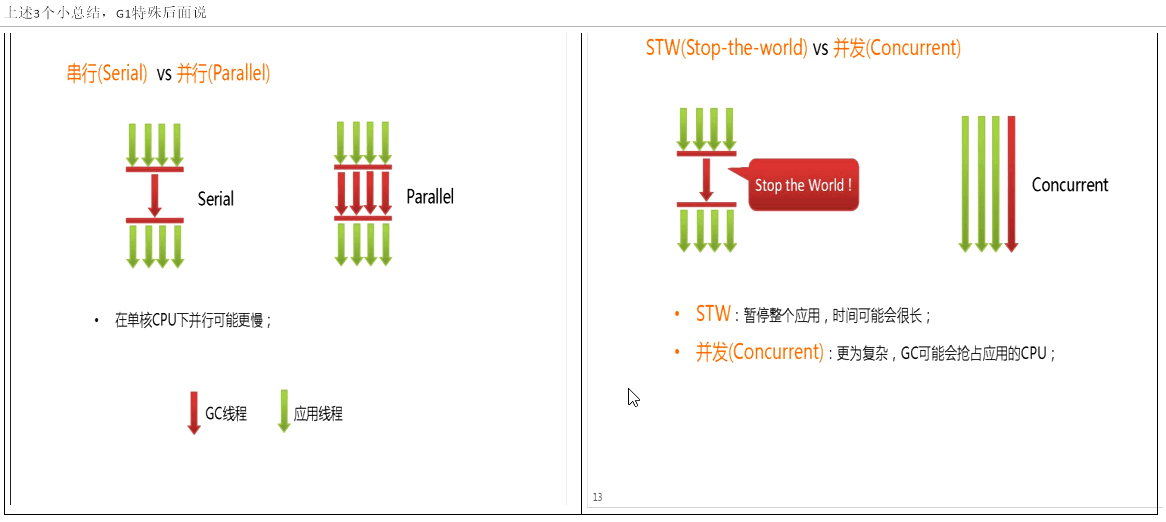 上述3个小总结，G1特殊后面说
串行(Serial) vs 并行(Parallel)
Serial
Parallel
• 在单核CPU下并行可能更慢；
GC线程
应用线程
STW(Stop-the-world) vs 并发(Concurrent)
Stop the World！
Concurrent
• STW：暂停整个应用，时间可能会很长；
• 并发(Concurrent)：更为复杂，GC可能会抢占应用的CPU；
13